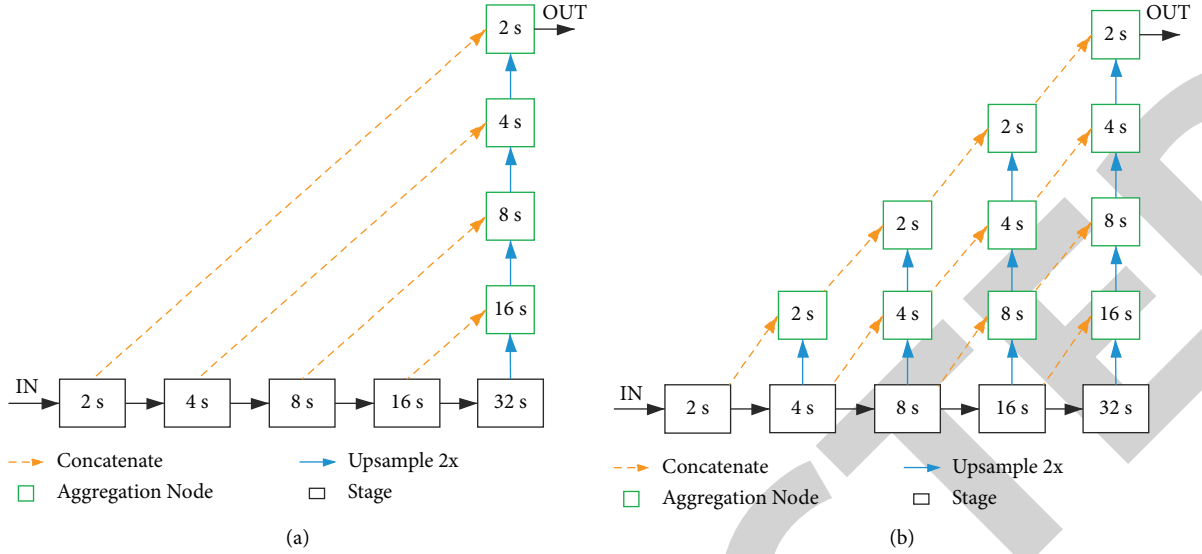 OUT
2 s
4 s
8 s
16 s
IN
2 s
4 s
8 s
16 s
32 s
Concatenate
Upsample 2x
Aggregation Node
Stage
(a)
OUT
2 s
2 s
4 s
2 s
4 s
8 s
2 s
4 s
8 s
16 s
IN
2 s
4 s
8 s
16 s
32 s
Concatenate
Upsample 2x
Aggregation Node
Stage
(b)